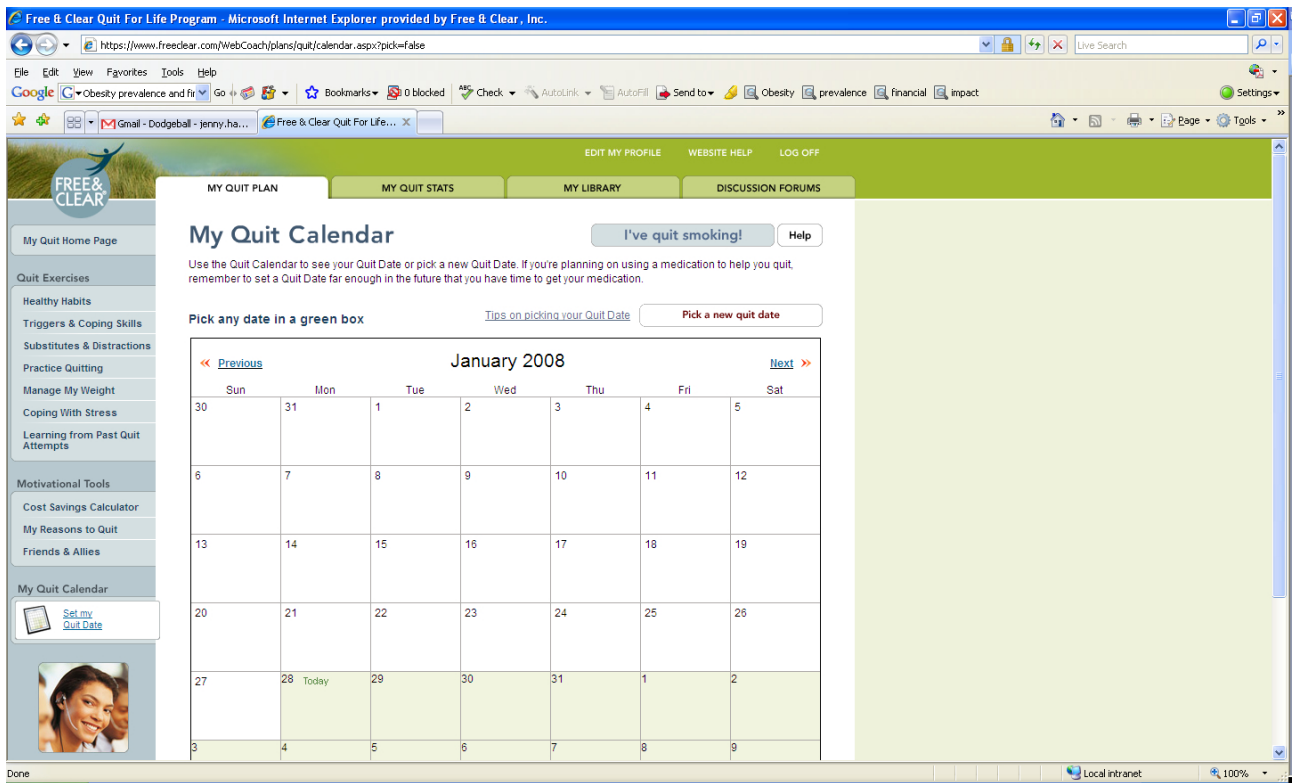 Free & Clear Quit For Life Program - Microsoft Internet Explorer provided by Free & Clear, Inc.
https://www.freeclear.com/WebCoach/plans/quit/calendar.aspx?pick=false
Live Search
File Edit View Favorites Tools Help
Google G Obesity prevalence and fir Go Bookmarks 0 blocked ABC Check AutoLink AutoFill Send to Obesity prevalence financial impact Settings
Gmail - Dodgeball - jenny.ha... Free & Clear Quit For Life... X Page Tools »
EDIT MY PROFILE WEBSITE HELP LOG OFF
FREE & CLEAR
MY QUIT PLAN MY QUIT STATS MY LIBRARY DISCUSSION FORUMS
My Quit Home Page
Quit Exercises
Healthy Habits
Triggers & Coping Skills
Substitutes & Distractions
Practice Quitting
Manage My Weight
Coping With Stress
Learning from Past Quit
Attempts
Motivational Tools
Cost Savings Calculator
My Reasons to Quit
Friends & Allies
My Quit Calendar
Set my
Quit Date
My Quit Calendar
I've quit smoking! Help
Use the Quit Calendar to see your Quit Date or pick a new Quit Date. If you're planning on using a medication to help you quit,
remember to set a Quit Date far enough in the future that you have time to get your medication.
Pick any date in a green box Tips on picking your Quit Date Pick a new quit date
« Previous January 2008 Next »
Sun Mon Tue Wed Thu Fri Sat
30 31 1 2 3 4 5
6 7 8 9 10 11 12
13 14 15 16 17 18 19
20 21 22 23 24 25 26
27 28 Today 29 30 31 1 2
3 4 5 6 7 8 9
Done Local intranet 100%